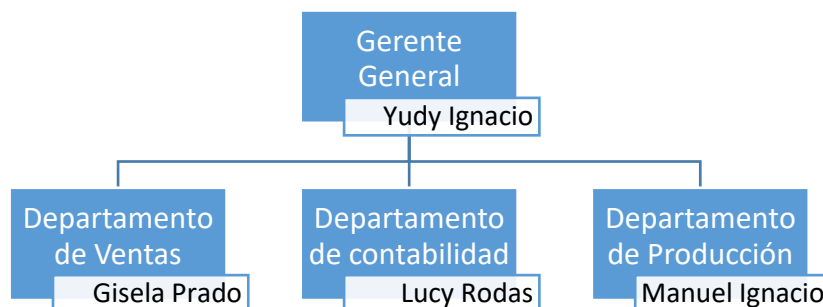 Gerente
General
Yudy Ignacio
Departamento
de Ventas
Gisela Prado
Departamento
de contabilidad
Lucy Rodas
Departamento
de Producción
Manuel Ignacio